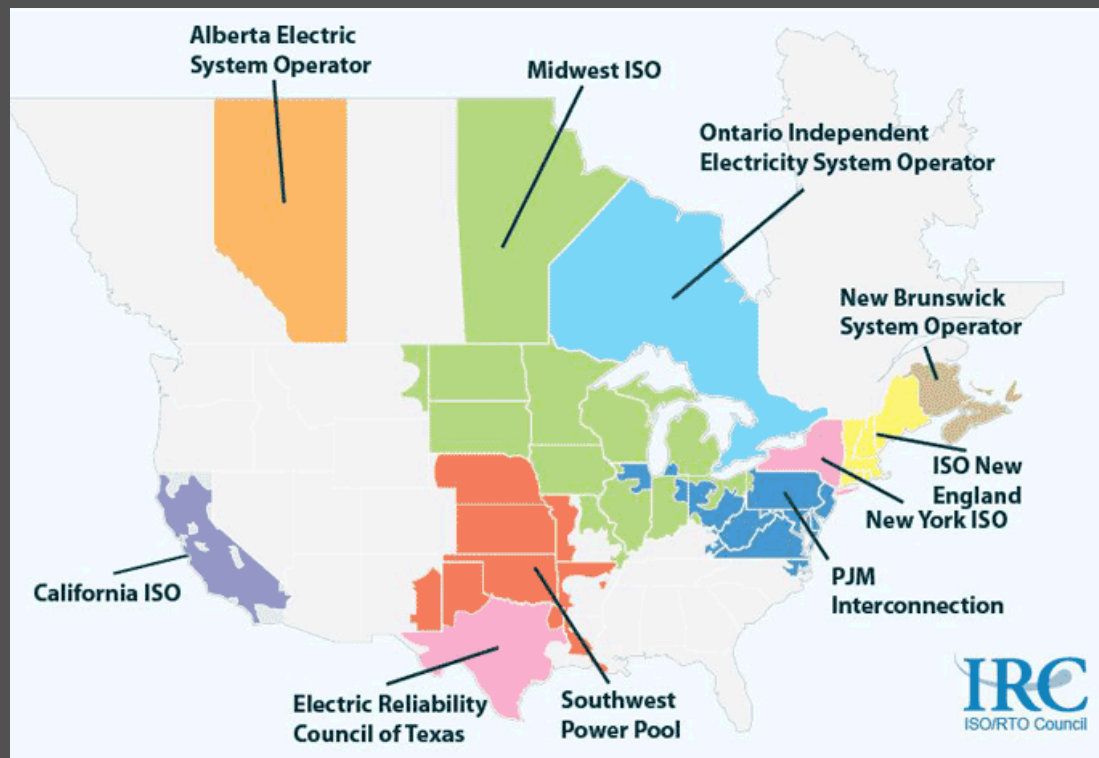 Alberta Electric
System Operator
Midwest ISO
Ontario Independent
Electricity System Operator
New Brunswick
System Operator
ISO New
England
New York ISO
PJM
Interconnection
California ISO
Electric Reliability
Council of Texas
Southwest
Power Pool
IRC
ISO/RTO Council